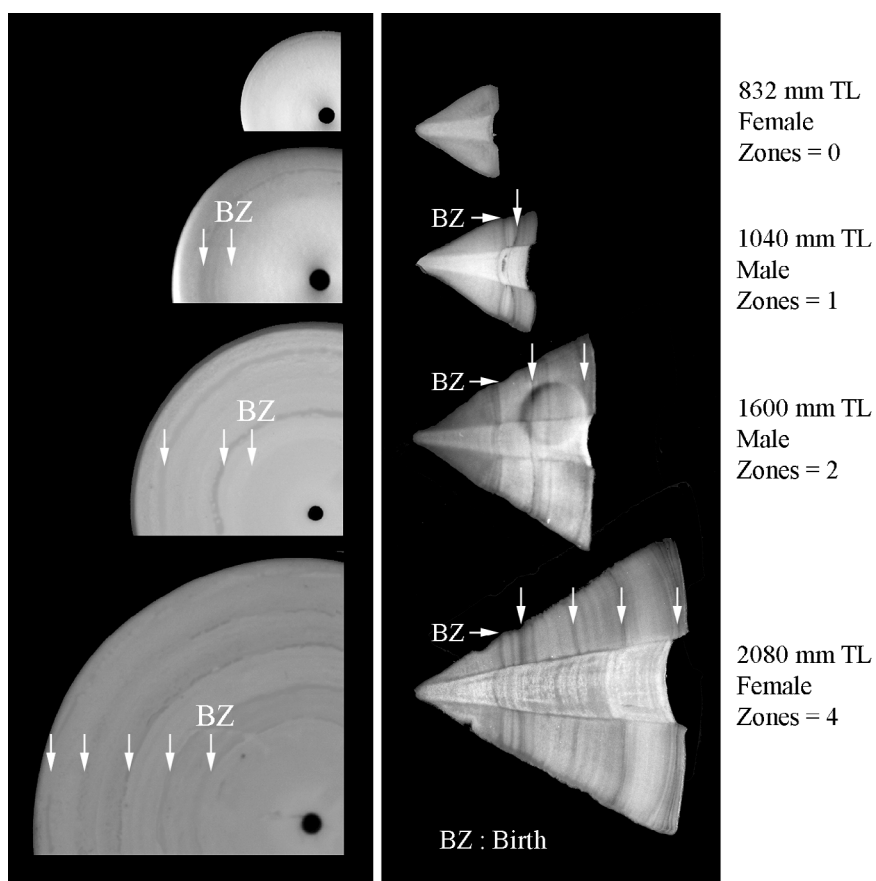 832 mm TL
Female
Zones = 0
BZ
BZ
1040 mm TL
Male
Zones = 1
BZ
BZ
1600 mm TL
Male
Zones = 2
BZ
BZ
2080 mm TL
Female
Zones = 4
BZ : Birth